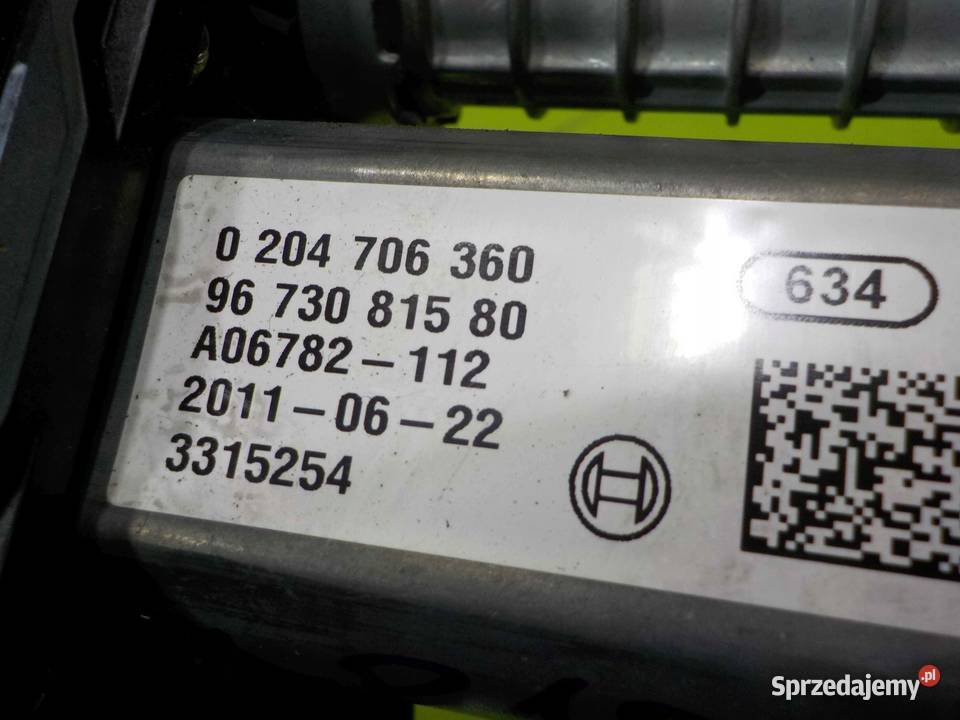 0 204 706 360
96 730 815 80
A06782-112
2011-06-22
3315254
634
Sprzedajemy.pl